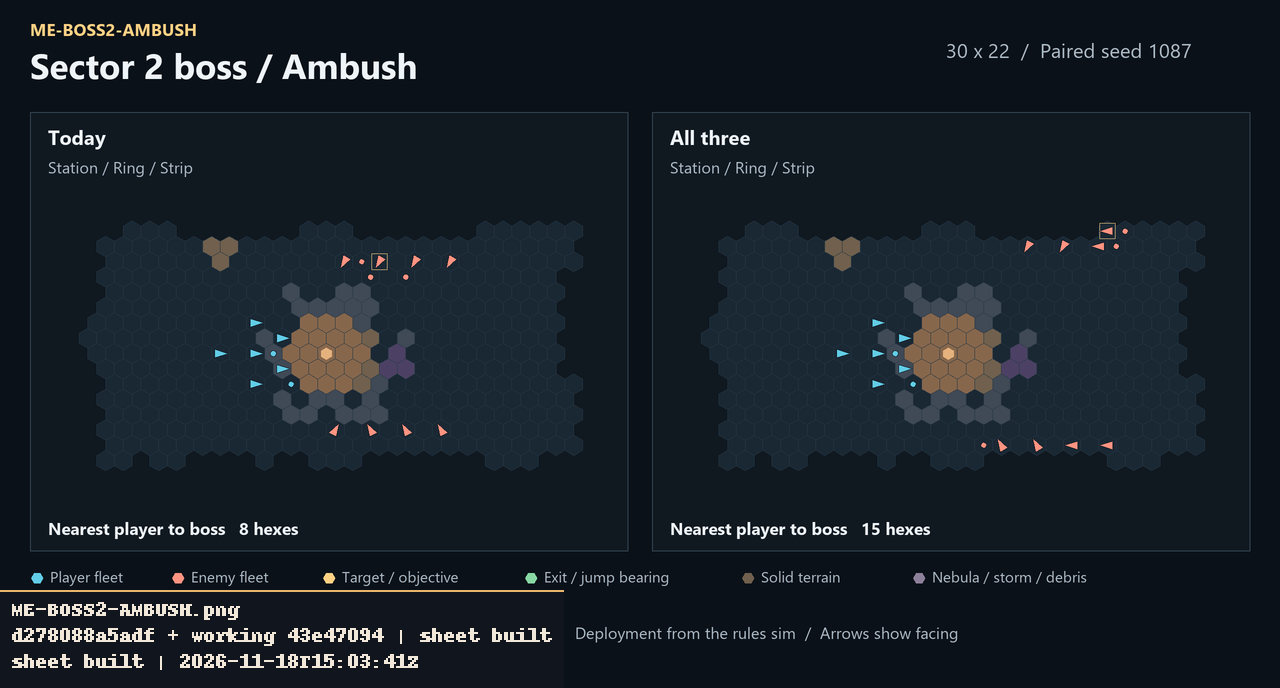 ME-BOSS2-AMBUSH
Sector 2 boss / Ambush
30 x 22 / Paired seed 1087
Today
Station / Ring / Strip
Nearest player to boss 8 hexes
All three
Station / Ring / Strip
Nearest player to boss 15 hexes
Player fleet
Enemy fleet
Target / objective
Exit / jump bearing
Solid terrain
Nebula / storm / debris
ME-BOSS2-AMBUSH.png
d278088a5adf + working 43e47094 | sheet built
sheet built | 2026-11-18T15:03:41Z
Deployment from the rules sim / Arrows show facing